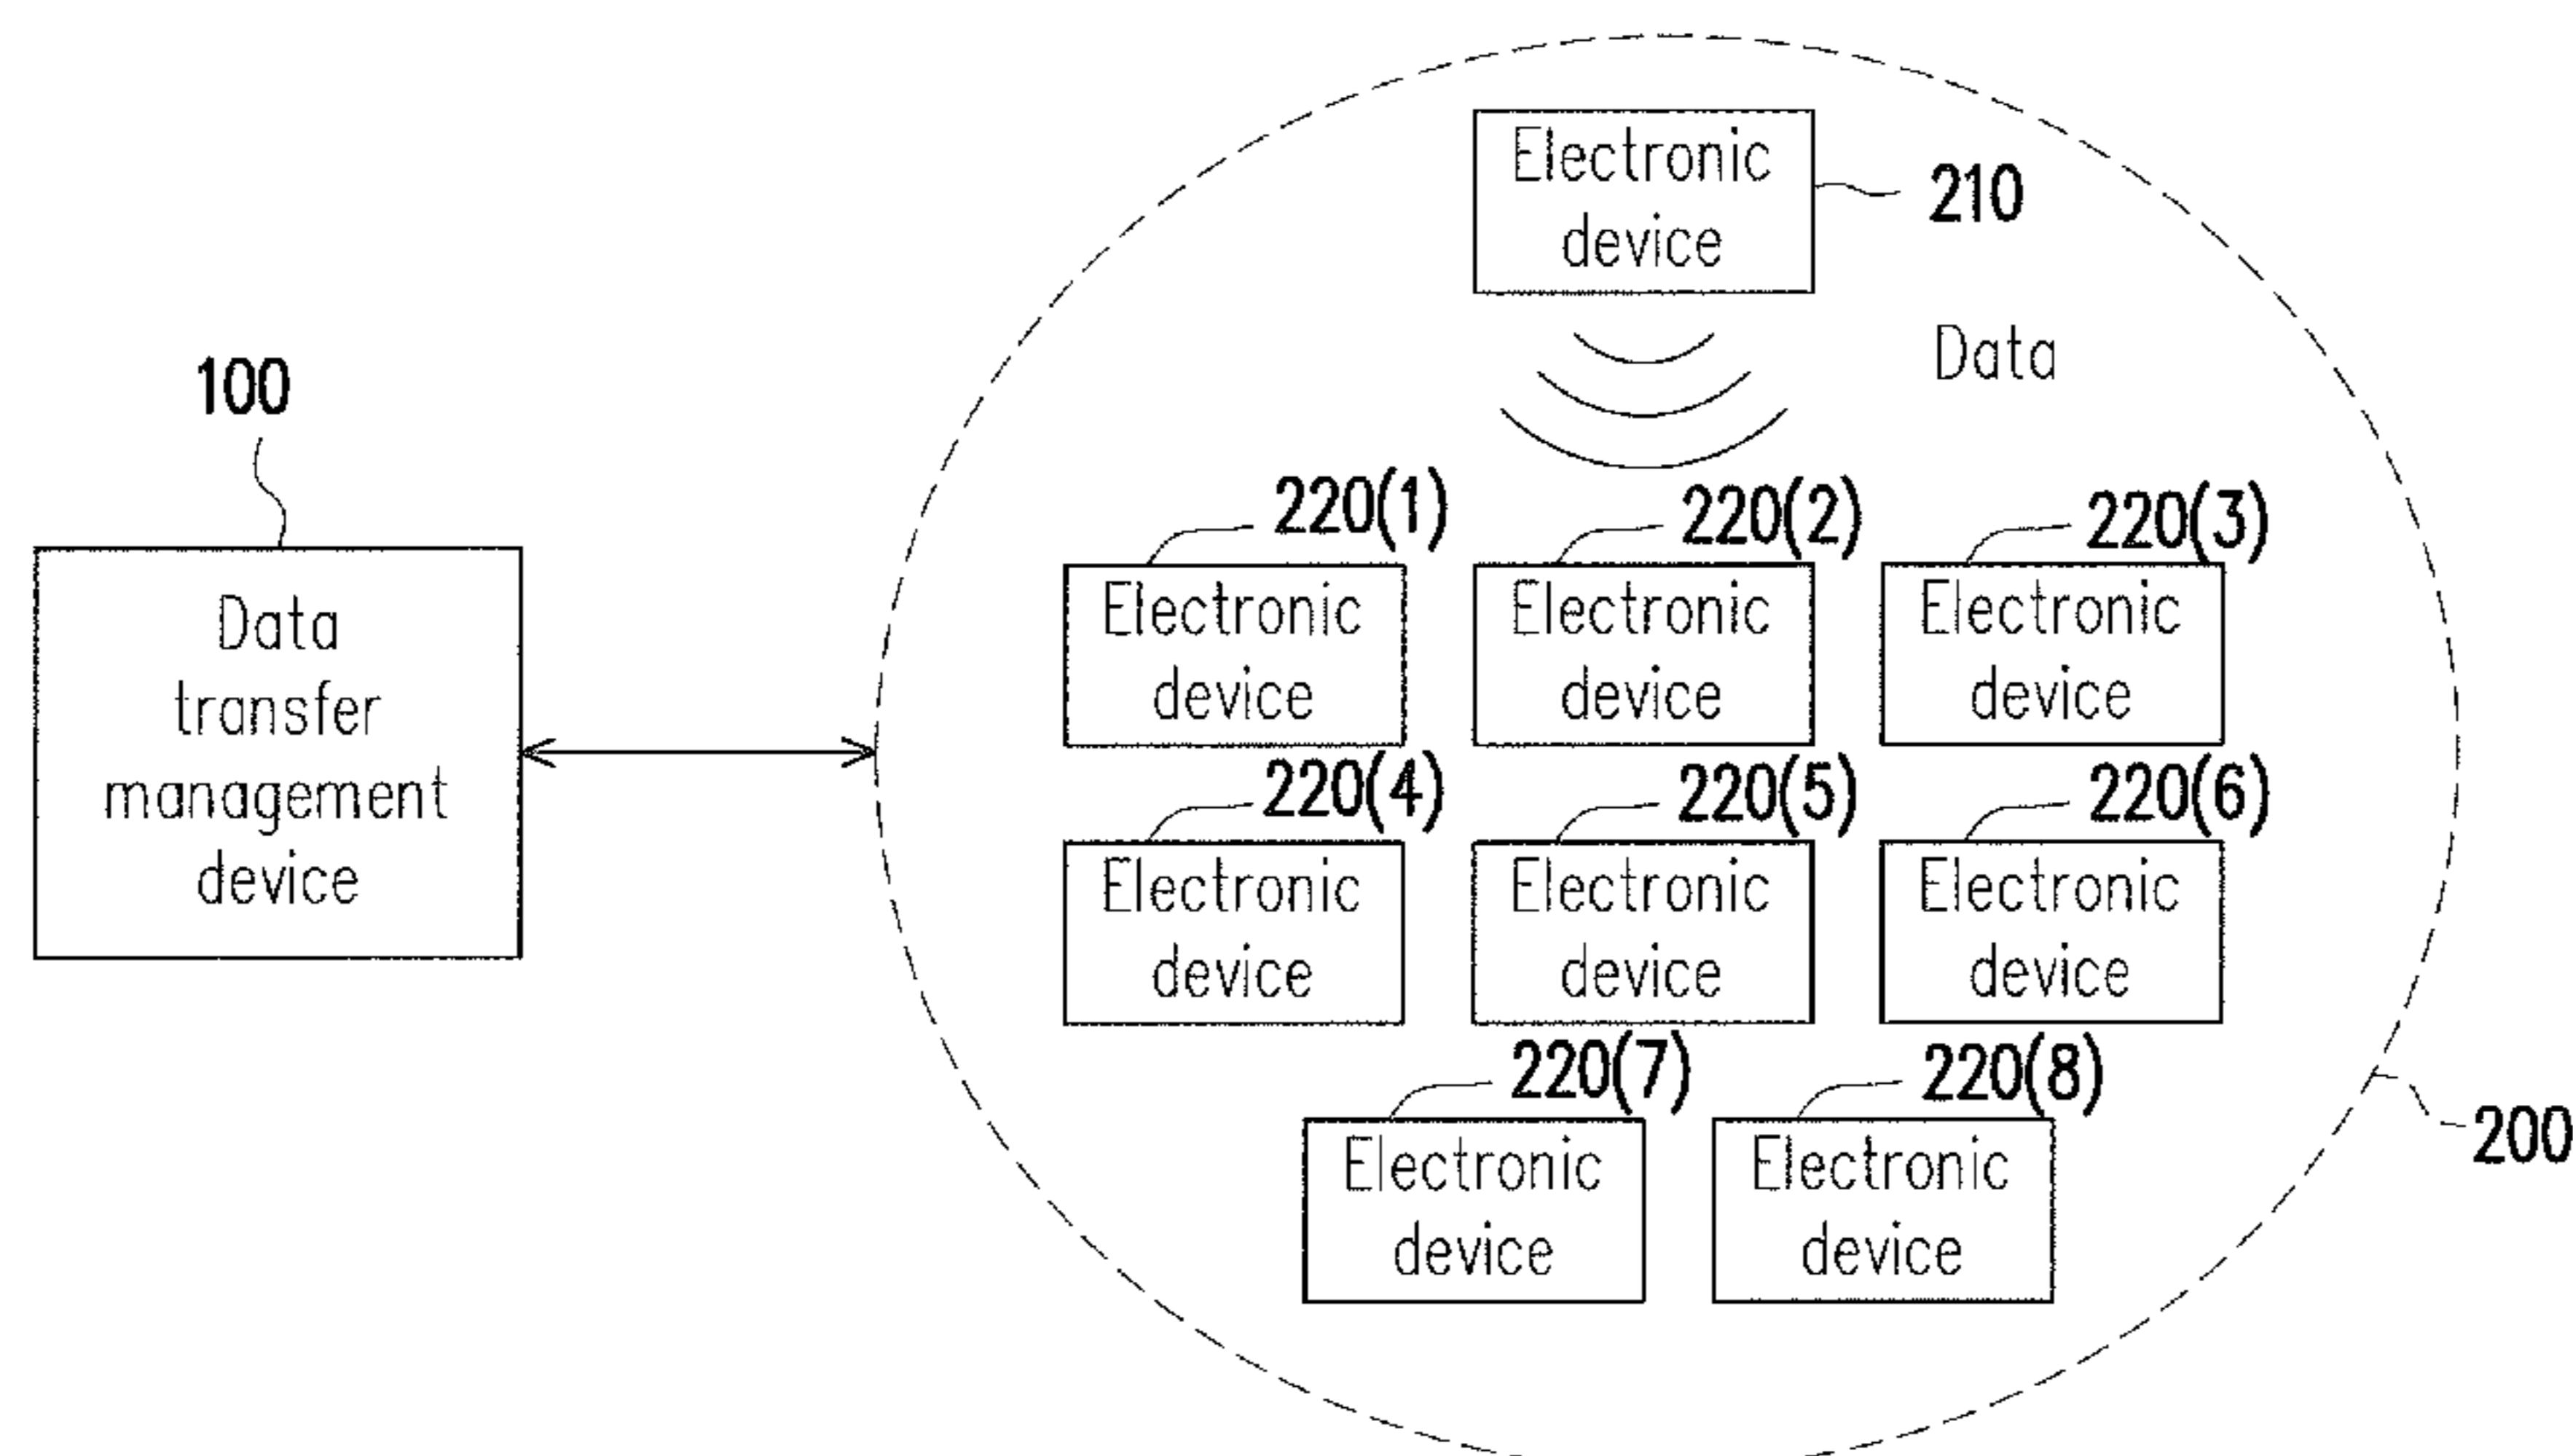 Electronic
device
210
Data
100
Data
transfer
management
device
220(1)
220(2)
220(3)
Electronic
device
Electronic
device
Electronic
device
220(4)
220(5)
220(6)
Electronic
device
Electronic
device
Electronic
device
220(7)
220(8)
Electronic
device
Electronic
device
200